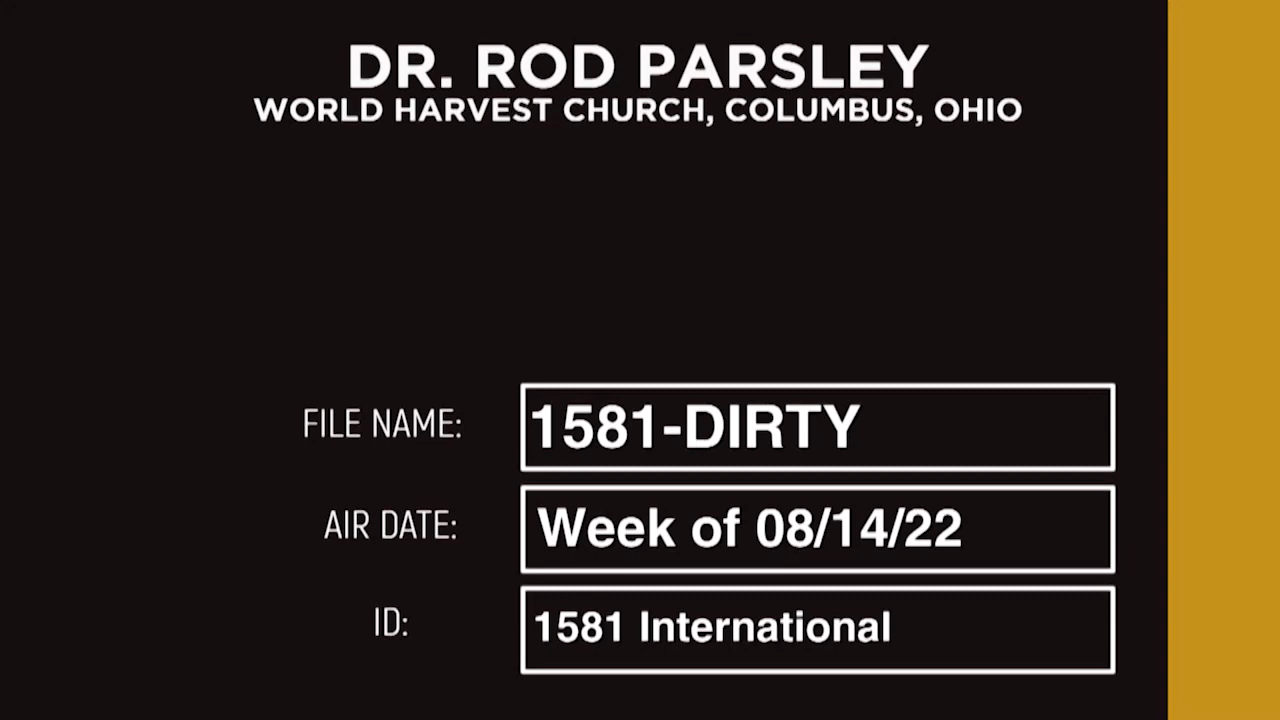 DR. ROD PARSLEY
WORLD HARVEST CHURCH, COLUMBUS, OHIO
FILE NAME: 1581-DIRTY
AIR DATE: Week of 08/14/22
ID: 1581 International